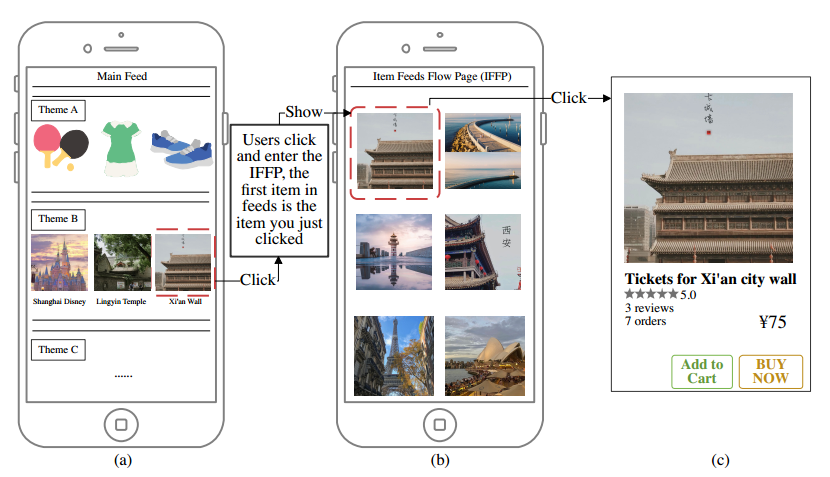 Main Feed
Theme A
Theme B
Shanghai Disney
Lingyin Temple
Xi'an Wall
Theme C
......
Show
Users click
and enter the
IFFP, the
first item in
feeds is the
item you just
clicked
Click
Item Feeds Flow Page (IFFP)
西
安
Click
古
城
墙
Tickets for Xi'an city wall
★★★★★5.0
3 reviews
7 orders
¥75
Add to
Cart
BUY
NOW
(a)
(b)
(c)